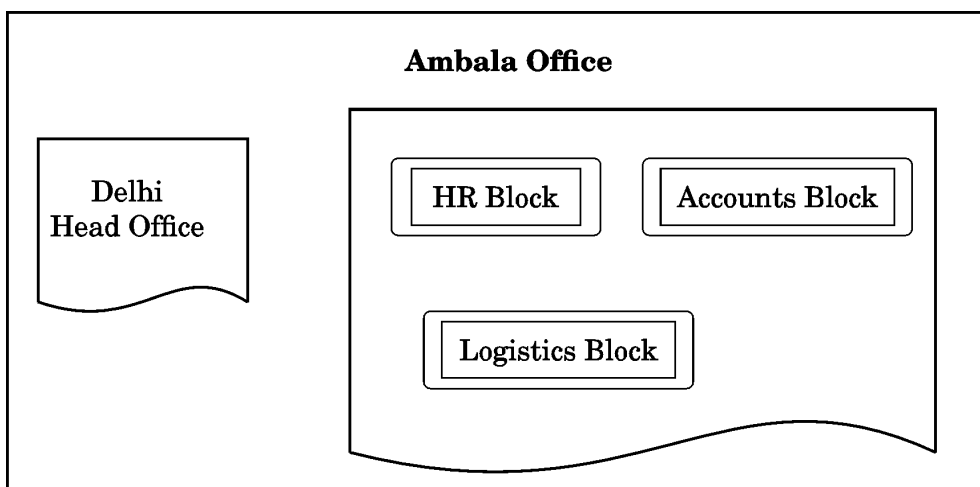 Ambala Office
Delhi
Head Office
HR Block
Accounts Block
Logistics Block